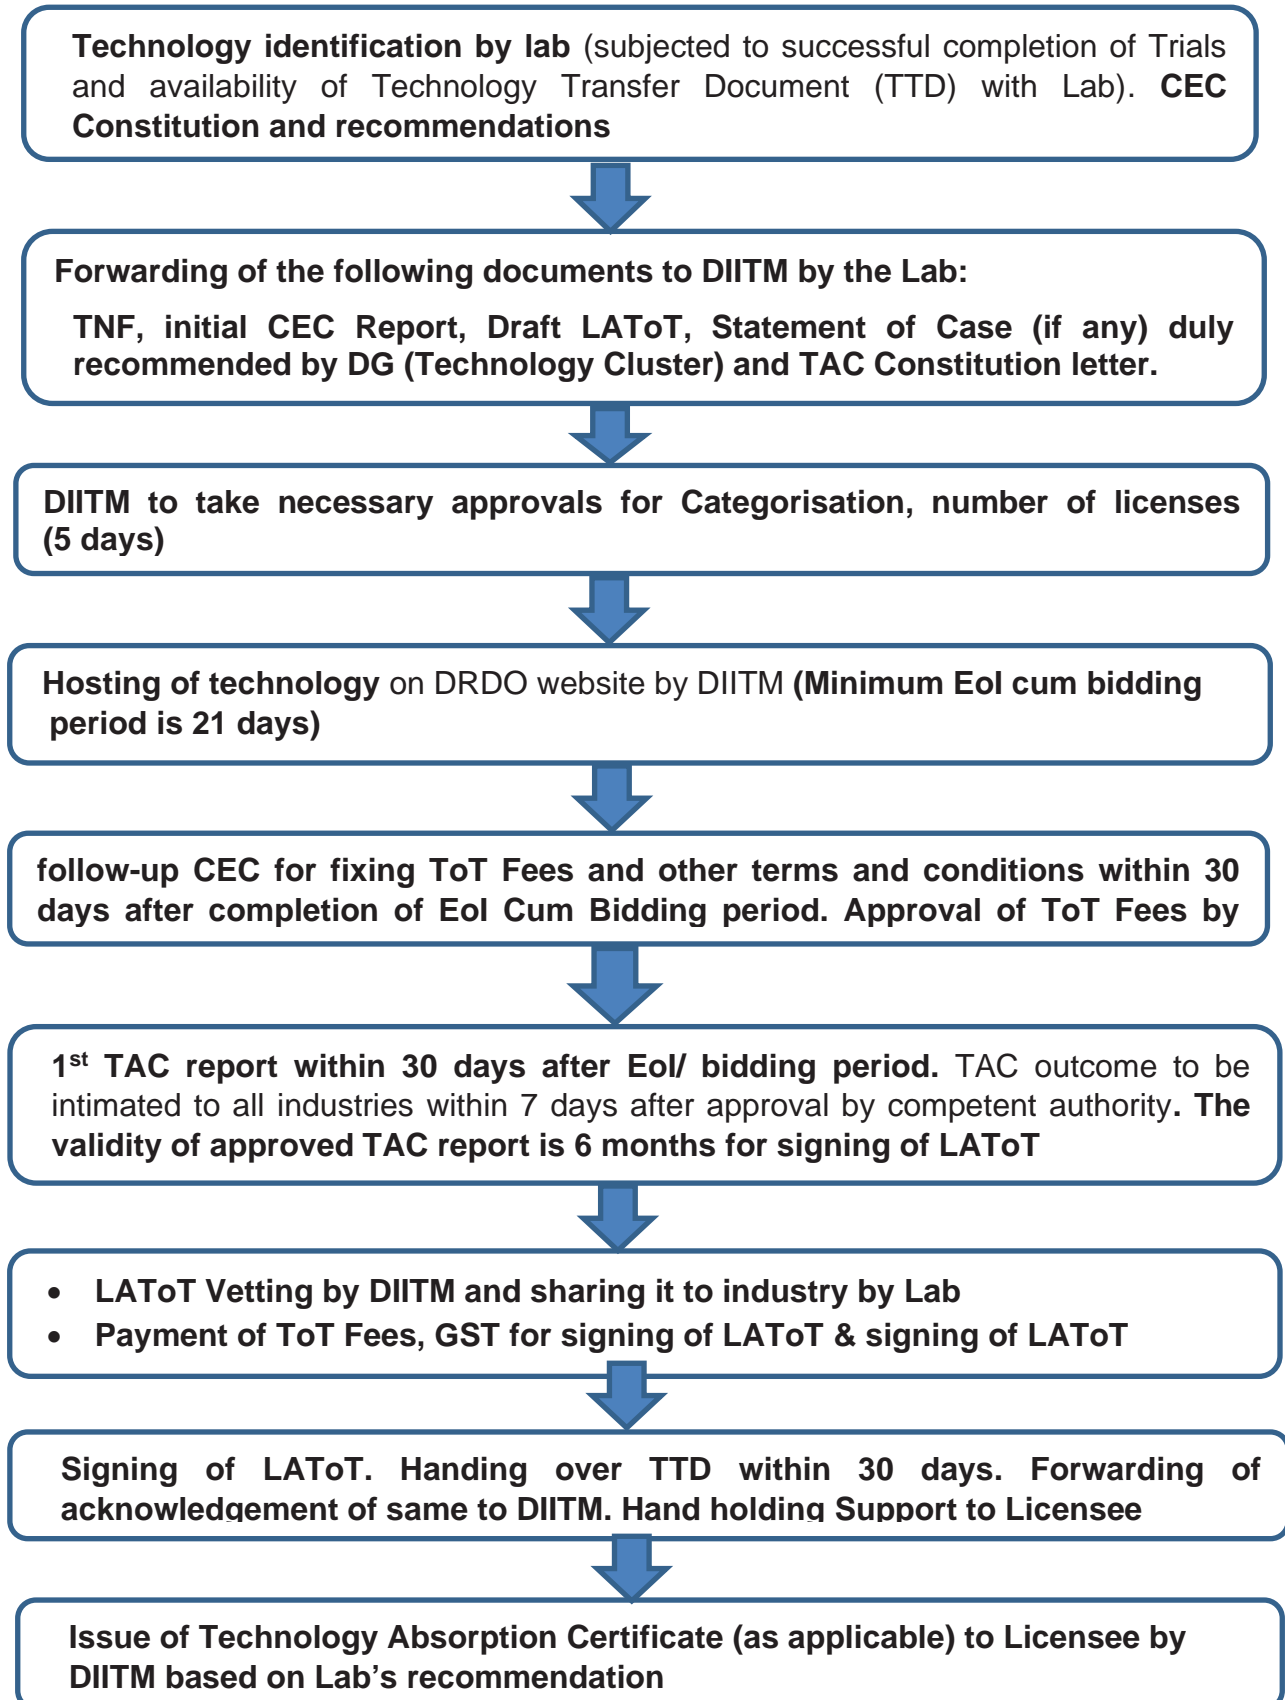 Technology identification by lab (subjected to successful completion of Trials
and availability of Technology Transfer Document (TTD) with Lab). CEC
Constitution and recommendations
Forwarding of the following documents to DIITM by the Lab:
TNF, initial CEC Report, Draft LAToT, Statement of Case (if any) duly
recommended by DG (Technology Cluster) and TAC Constitution letter.
DIITM to take necessary approvals for Categorisation, number of licenses
(5 days)
Hosting of technology on DRDO website by DIITM (Minimum EoI cum bidding
period is 21 days)
follow-up CEC for fixing ToT Fees and other terms and conditions within 30
days after completion of EoI Cum Bidding period. Approval of ToT Fees by
1st TAC report within 30 days after EoI/ bidding period. TAC outcome to be
intimated to all industries within 7 days after approval by competent authority. The
validity of approved TAC report is 6 months for signing of LAToT
• LAToT Vetting by DIITM and sharing it to industry by Lab
• Payment of ToT Fees, GST for signing of LAToT & signing of LAToT
Signing of LAToT. Handing over TTD within 30 days. Forwarding of
acknowledgement of same to DIITM. Hand holding Support to Licensee
Issue of Technology Absorption Certificate (as applicable) to Licensee by
DIITM based on Lab's recommendation